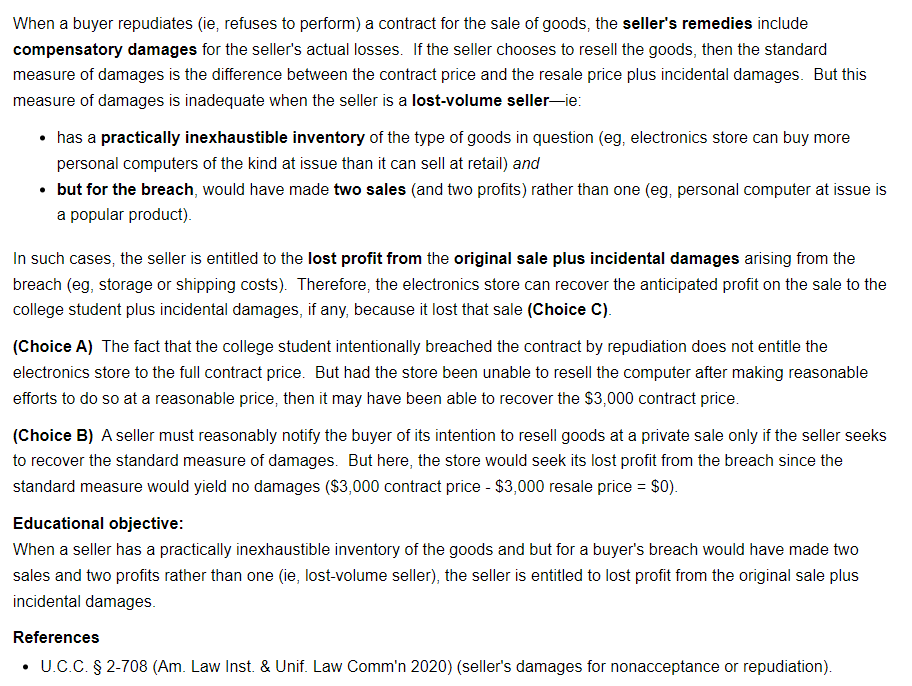 When a buyer repudiates (ie, refuses to perform) a contract for the sale of goods, the seller's remedies include
compensatory damages for the seller's actual losses.  If the seller chooses to resell the goods, then the standard
measure of damages is the difference between the contract price and the resale price plus incidental damages.  But this
measure of damages is inadequate when the seller is a lost-volume seller—ie:
• has a practically inexhaustible inventory of the type of goods in question (eg, electronics store can buy more
personal computers of the kind at issue than it can sell at retail) and
• but for the breach, would have made two sales (and two profits) rather than one (eg, personal computer at issue is
a popular product).
In such cases, the seller is entitled to the lost profit from the original sale plus incidental damages arising from the
breach (eg, storage or shipping costs).  Therefore, the electronics store can recover the anticipated profit on the sale to the
college student plus incidental damages, if any, because it lost that sale (Choice C).
(Choice A)  The fact that the college student intentionally breached the contract by repudiation does not entitle the
electronics store to the full contract price.  But had the store been unable to resell the computer after making reasonable
efforts to do so at a reasonable price, then it may have been able to recover the $3,000 contract price.
(Choice B)  A seller must reasonably notify the buyer of its intention to resell goods at a private sale only if the seller seeks
to recover the standard measure of damages.  But here, the store would seek its lost profit from the breach since the
standard measure would yield no damages ($3,000 contract price - $3,000 resale price = $0).
Educational objective:
When a seller has a practically inexhaustible inventory of the goods and but for a buyer's breach would have made two
sales and two profits rather than one (ie, lost-volume seller), the seller is entitled to lost profit from the original sale plus
incidental damages.
References
• U.C.C. § 2-708 (Am. Law Inst. & Unif. Law Comm'n 2020) (seller's damages for nonacceptance or repudiation).